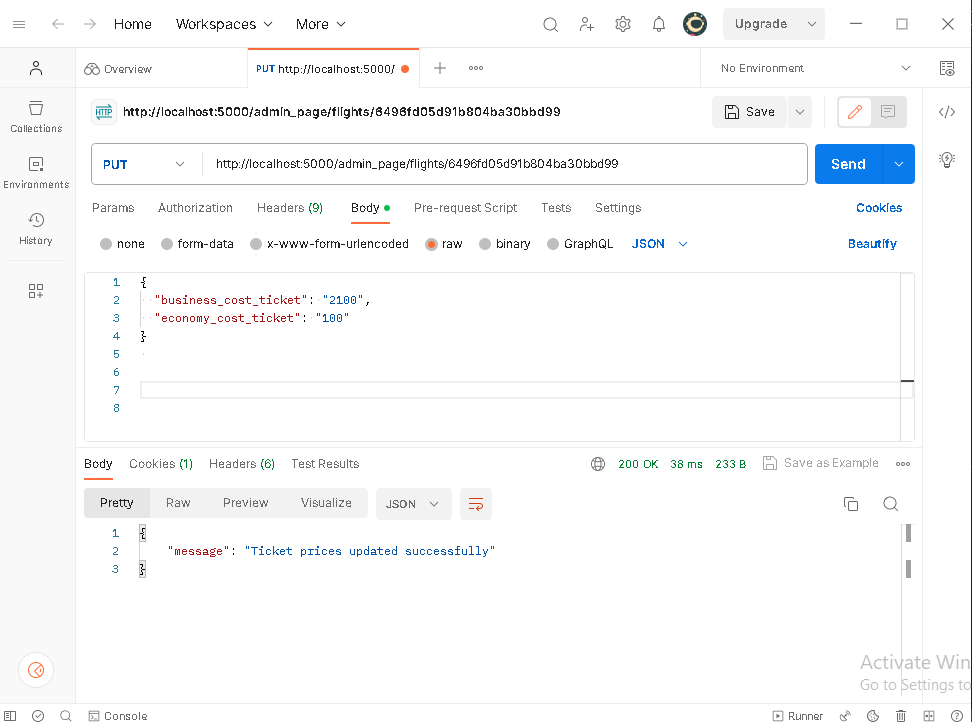 Home Workspaces More Upgrade
Overview PUT http://localhost:5000/ No Environment
HTTP http://localhost:5000/admin_page/flights/6496fd05d91b804ba30bbd99 Save
Collections
Environments
History
PUT http://localhost:5000/admin_page/flights/6496fd05d91b804ba30bbd99 Send
Params Authorization Headers (9) Body Pre-request Script Tests Settings Cookies
none form-data x-www-form-urlencoded raw binary GraphQL JSON Beautify
1 {
2 "business_cost_ticket": "2100",
3 "economy_cost_ticket": "100"
4 }
5
6
7
8
Body Cookies (1) Headers (6) Test Results 200 OK 38 ms 233 B Save as Example
Pretty Raw Preview Visualize JSON
1 {
2 "message": "Ticket prices updated successfully"
3 }
Activate Win
Go to Settings to
Console Runner